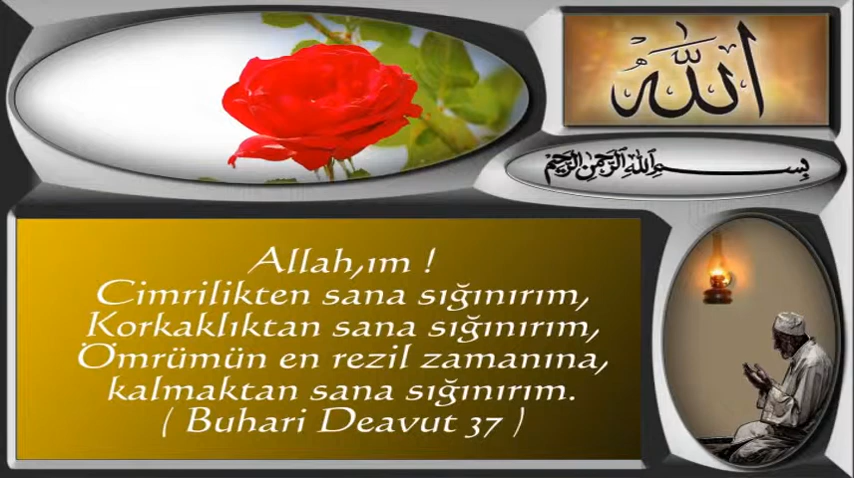 الله
بسم الله الرحمن الرحيم
Allah,ım !
Cimrilikten sana sığınırım,
Korkaklıktan sana sığınırım,
Ömrümün en rezil zamanına,
kalmaktan sana sığınırım.
( Buhari Deavut 37 )